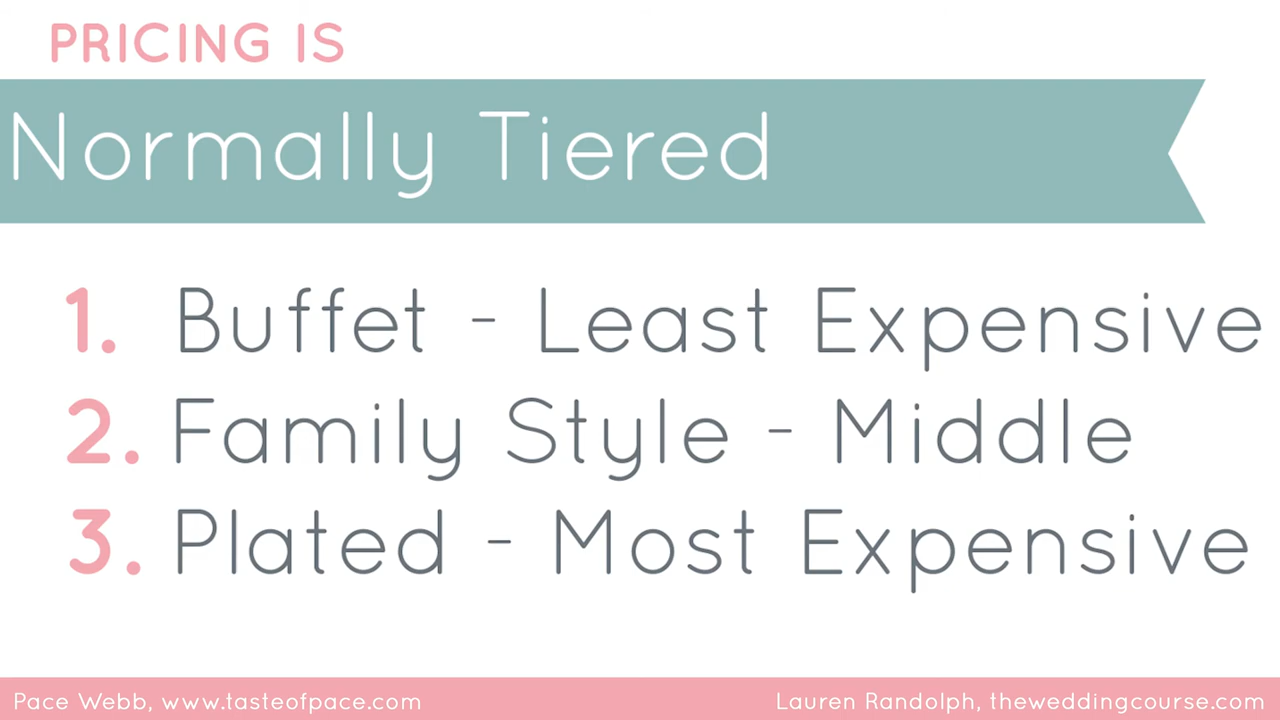 PRICING IS
Normally Tiered
1. Buffet - Least Expensive
2. Family Style - Middle
3. Plated - Most Expensive
Pace Webb, www.tasteofpace.com
Lauren Randolph, theweddingcourse.com